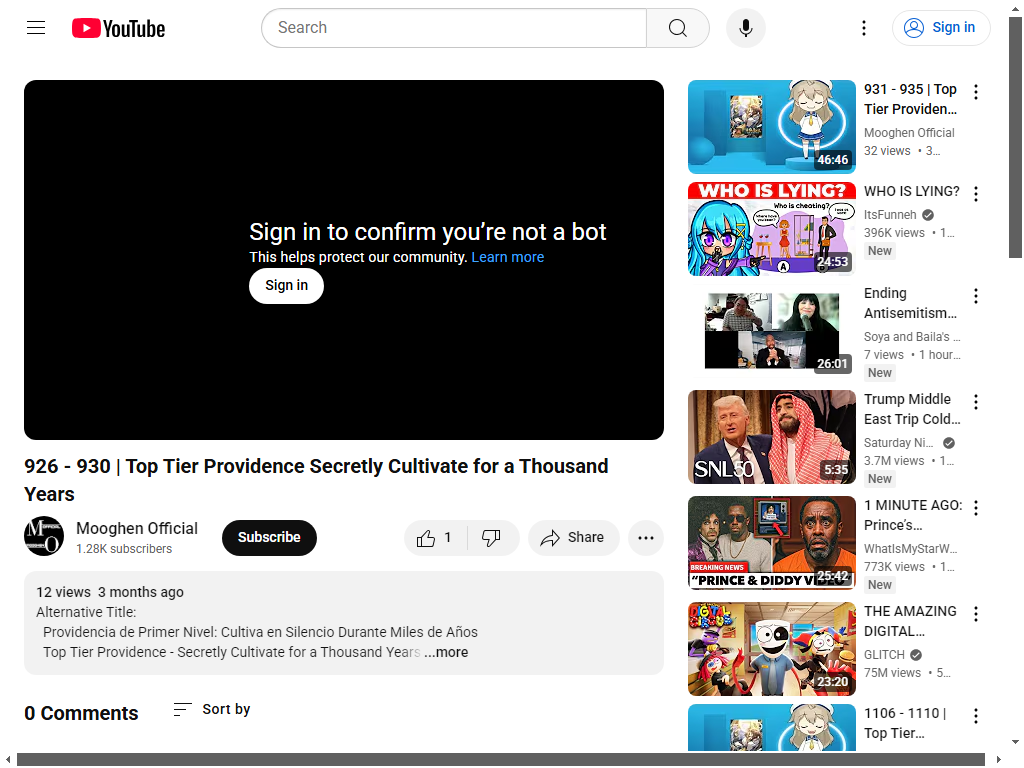 YouTube
Search
Sign in
Sign in to confirm you're not a bot
This helps protect our community. Learn more
Sign in
926 - 930 | Top Tier Providence Secretly Cultivate for a Thousand
Years
Mooghen Official
1.28K subscribers
Subscribe
1
Share
12 views 3 months ago
Alternative Title:
Providencia de Primer Nivel: Cultiva en Silencio Durante Miles de Años
Top Tier Providence - Secretly Cultivate for a Thousand Years ...more
0 Comments
Sort by
46:46
931 - 935 | Top
Tier Providen...
Mooghen Official
32 views • 3...
WHO IS LYING?
Who is cheating?
A
24:53
WHO IS LYING?
ItsFunneh
396K views • 1...
New
26:01
Ending
Antisemitism...
Soya and Baila's ...
7 views • 1 hour...
New
SNL50
5:35
Trump Middle
East Trip Cold...
Saturday Ni...
3.7M views • 1...
New
BREAKING NEWS
"PRINCE & DIDDY VIDEO
25:42
1 MINUTE AGO:
Prince's...
WhatIsMyStarW...
773K views • 1...
New
DIGITAL
23:20
THE AMAZING
DIGITAL...
GLITCH
75M views • 5...
1106 - 1110 |
Top Tier...